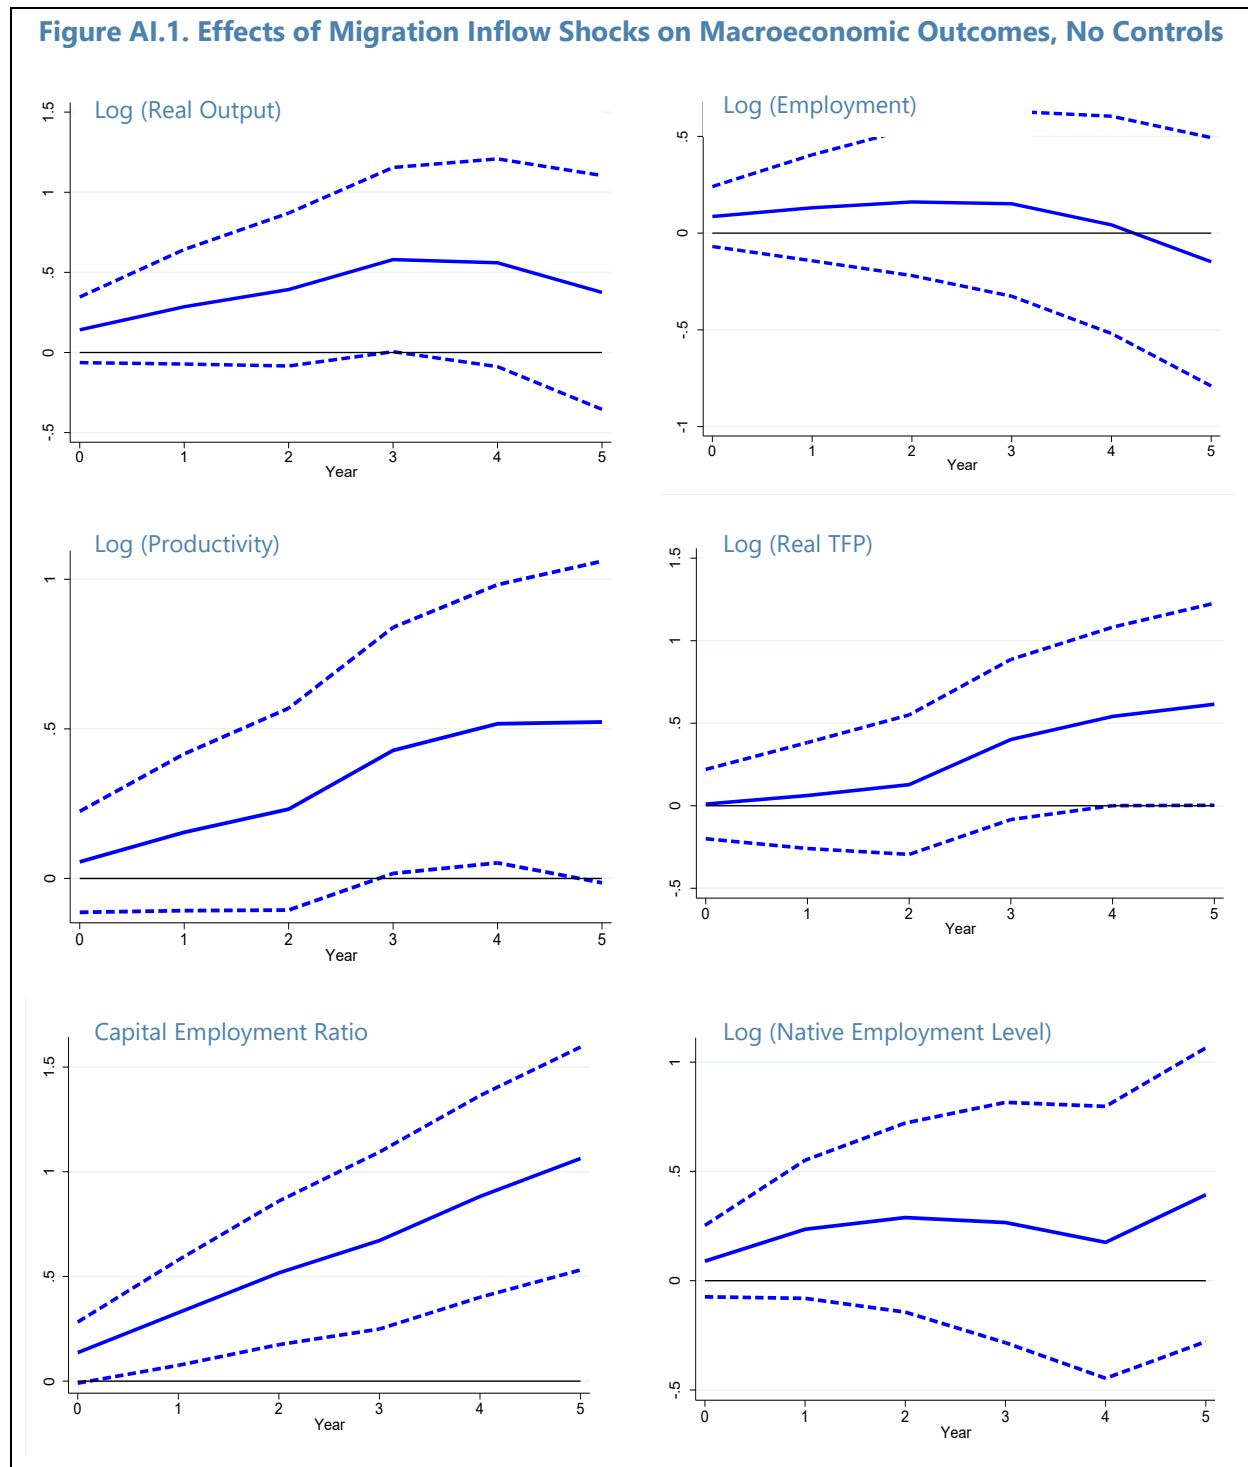 Figure AI.1. Effects of Migration Inflow Shocks on Macroeconomic Outcomes, No Controls
Log (Real Output)
1.5
1
.5
0
-.5
0 1 2 3 4 5
Year
Log (Employment)
.5
0
-.5
-1
0 1 2 3 4 5
Year
Log (Productivity)
1
.5
0
0 1 2 3 4 5
Year
Log (Real TFP)
1.5
1
.5
0
-.5
0 1 2 3 4 5
Year
Capital Employment Ratio
1.5
1
.5
0
0 1 2 3 4 5
Year
Log (Native Employment Level)
1
.5
0
-.5
0 1 2 3 4 5
Year